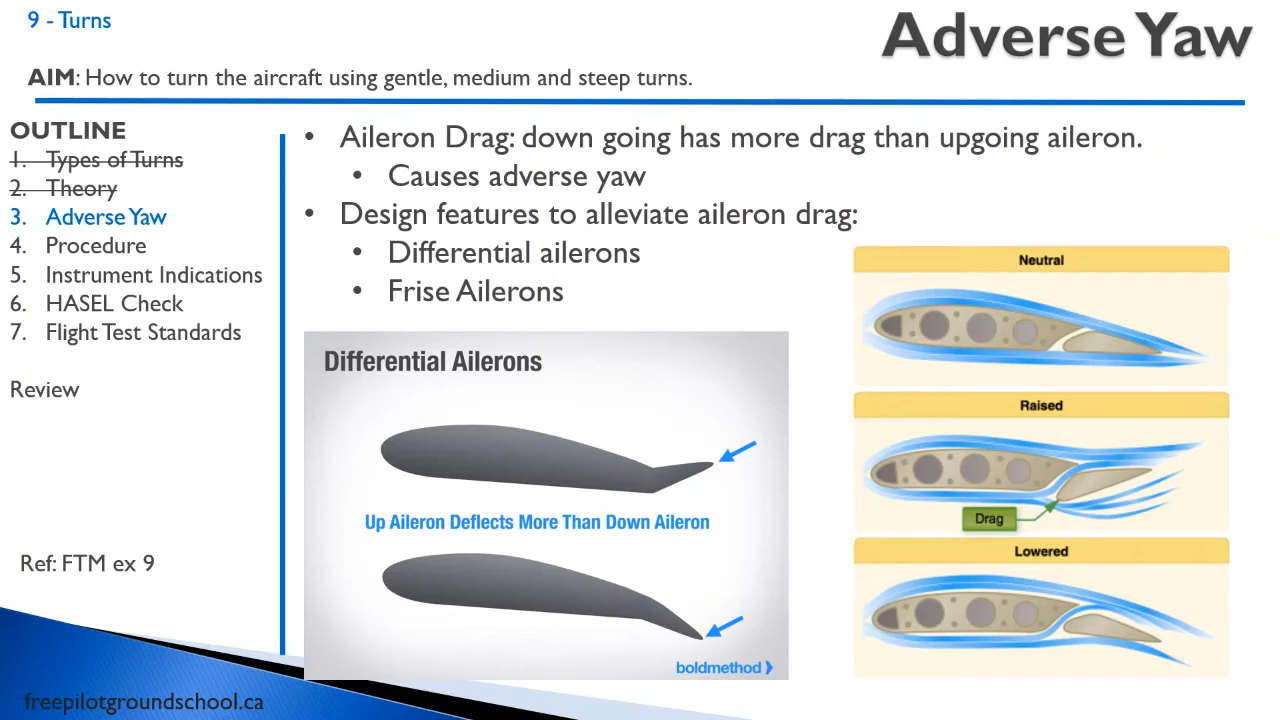 9 - Turns
Adverse Yaw
AIM: How to turn the aircraft using gentle, medium and steep turns.
OUTLINE
1. Types of Turns
2. Theory
3. Adverse Yaw
4. Procedure
5. Instrument Indications
6. HASEL Check
7. Flight Test Standards
Review
Ref: FTM ex 9
freepilotgroundschool.ca
• Aileron Drag: down going has more drag than upgoing aileron.
• Causes adverse yaw
• Design features to alleviate aileron drag:
• Differential ailerons
• Frise Ailerons
Differential Ailerons
Up Aileron Deflects More Than Down Aileron
boldmethod
Neutral
Raised
Drag
Lowered